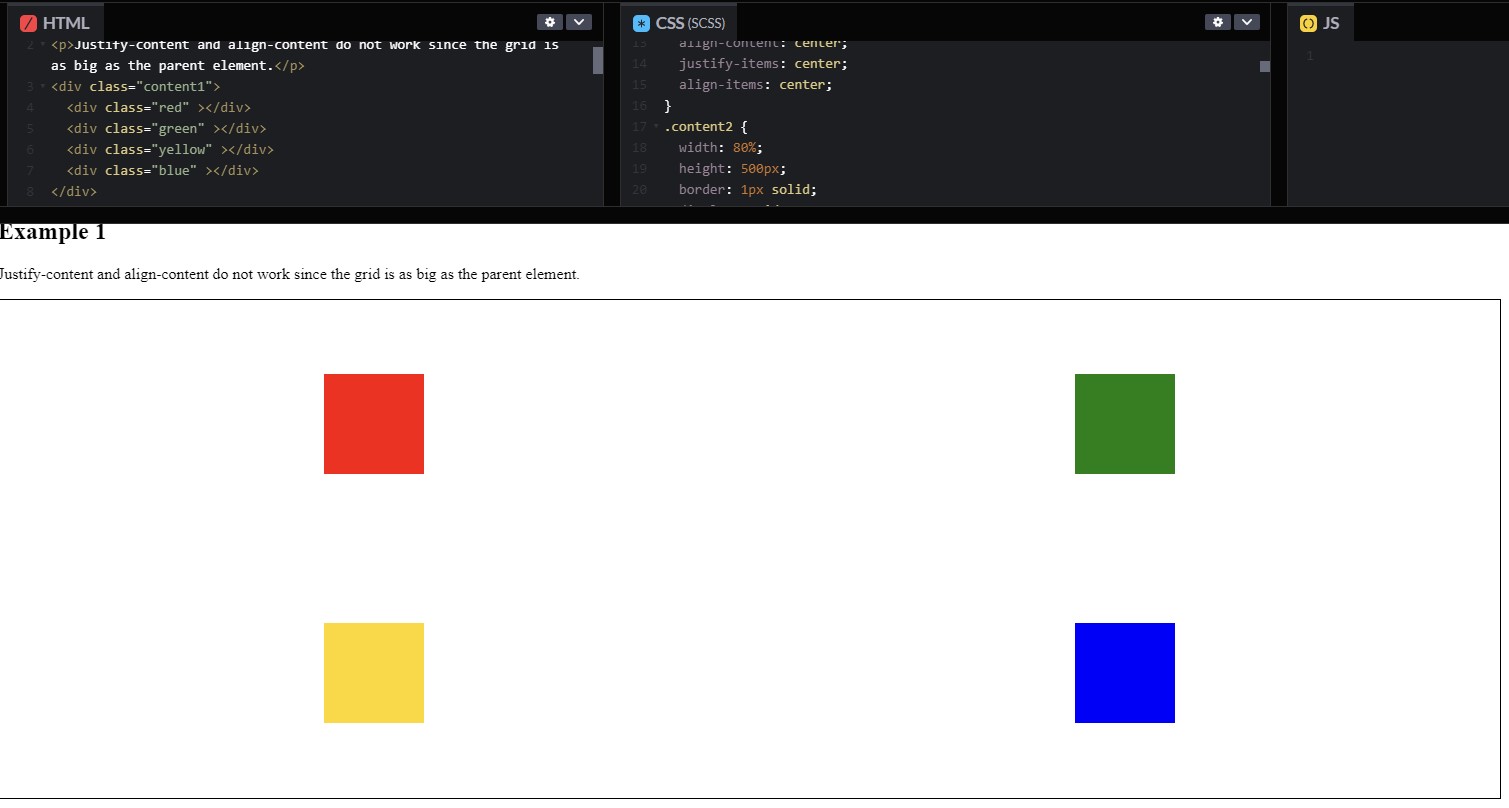 HTML
2 <p>Justify-content and align-content do not work since the grid is
as big as the parent element.</p>
3 <div class="content1">
4 <div class="red" ></div>
5 <div class="green" ></div>
6 <div class="yellow" ></div>
7 <div class="blue" ></div>
8 </div>
CSS (SCSS)
13 align-content: center;
14 justify-items: center;
15 align-items: center;
16 }
17 .content2 {
18 width: 80%;
19 height: 500px;
20 border: 1px solid;
JS
1
Example 1
Justify-content and align-content do not work since the grid is as big as the parent element.